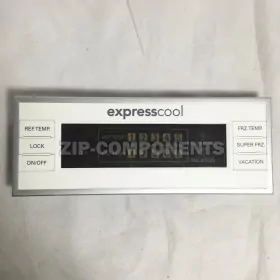 expresscool
REF.TEMP.
LOCK
ON/OFF
FRZ.TEMP.
SUPER FRZ.
VACATION
ZIP-COMPONENTS